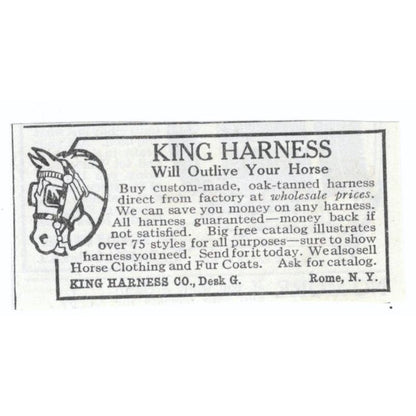 KING HARNESS
Will Outlive Your Horse
Buy custom-made, oak-tanned harness
direct from factory at wholesale prices.
We can save you money on any harness.
All harness guaranteed—money back if
not satisfied. Big free catalog illustrates
over 75 styles for all purposes—sure to show
harness you need. Send for it today. We also sell
Horse Clothing and Fur Coats. Ask for catalog.
KING HARNESS CO., Desk G. Rome, N. Y.